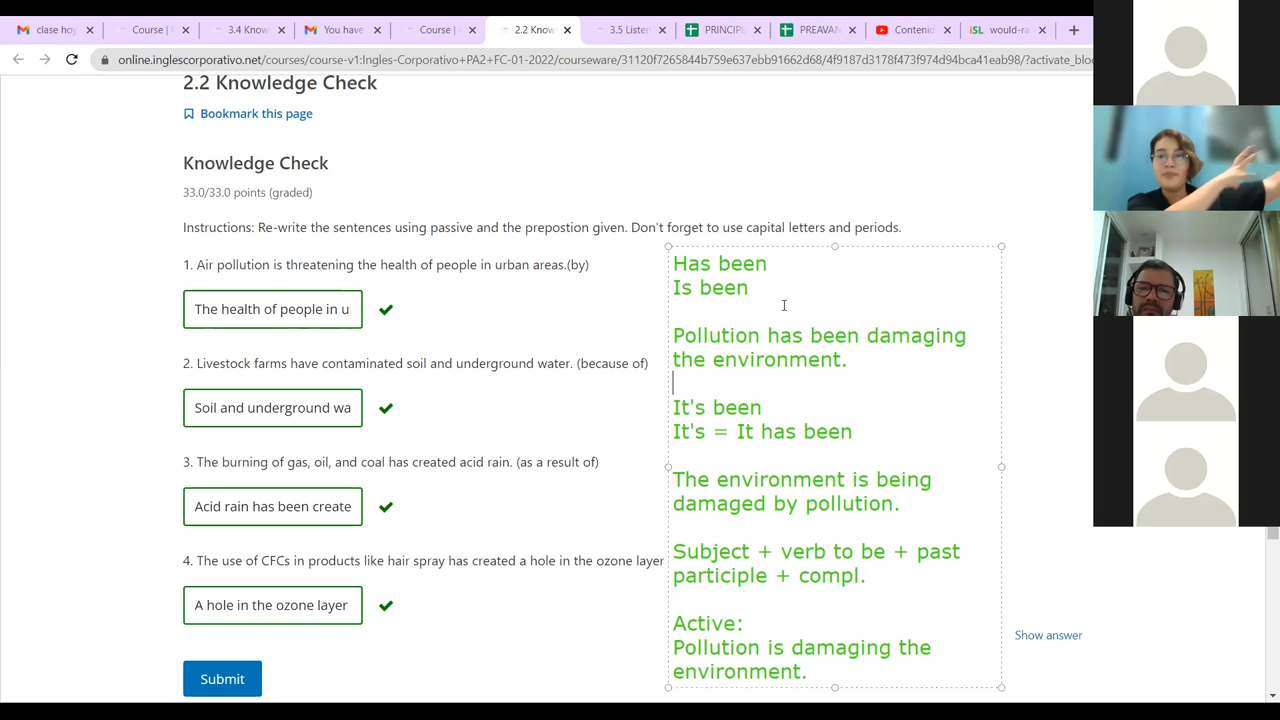 clase hoy
Course |
3.4 Know
You have
Course |
2.2 Know
3.5 Listen
PRINCIPI
PREAVAN
Contenid
would-ra
online.inglescorporativo.net/courses/course-v1:Ingles-Corporativo+PA2+FC-01-2022/courseware/31120f7265844b759e637ebb91662d68/4f9187d3178f473f974d94bca41eab98/?activate_bloc
2.2 Knowledge Check
Bookmark this page
Knowledge Check
33.0/33.0 points (graded)
Instructions: Re-write the sentences using passive and the prepostion given. Don't forget to use capital letters and periods.
1. Air pollution is threatening the health of people in urban areas.(by)
The health of people in u
2. Livestock farms have contaminated soil and underground water. (because of)
Soil and underground wa
3. The burning of gas, oil, and coal has created acid rain. (as a result of)
Acid rain has been create
4. The use of CFCs in products like hair spray has created a hole in the ozone layer
A hole in the ozone layer
Submit
Has been
Is been
Pollution has been damaging
the environment.
It's been
It's = It has been
The environment is being
damaged by pollution.
Subject + verb to be + past
participle + compl.
Active:
Pollution is damaging the
environment.
Show answer